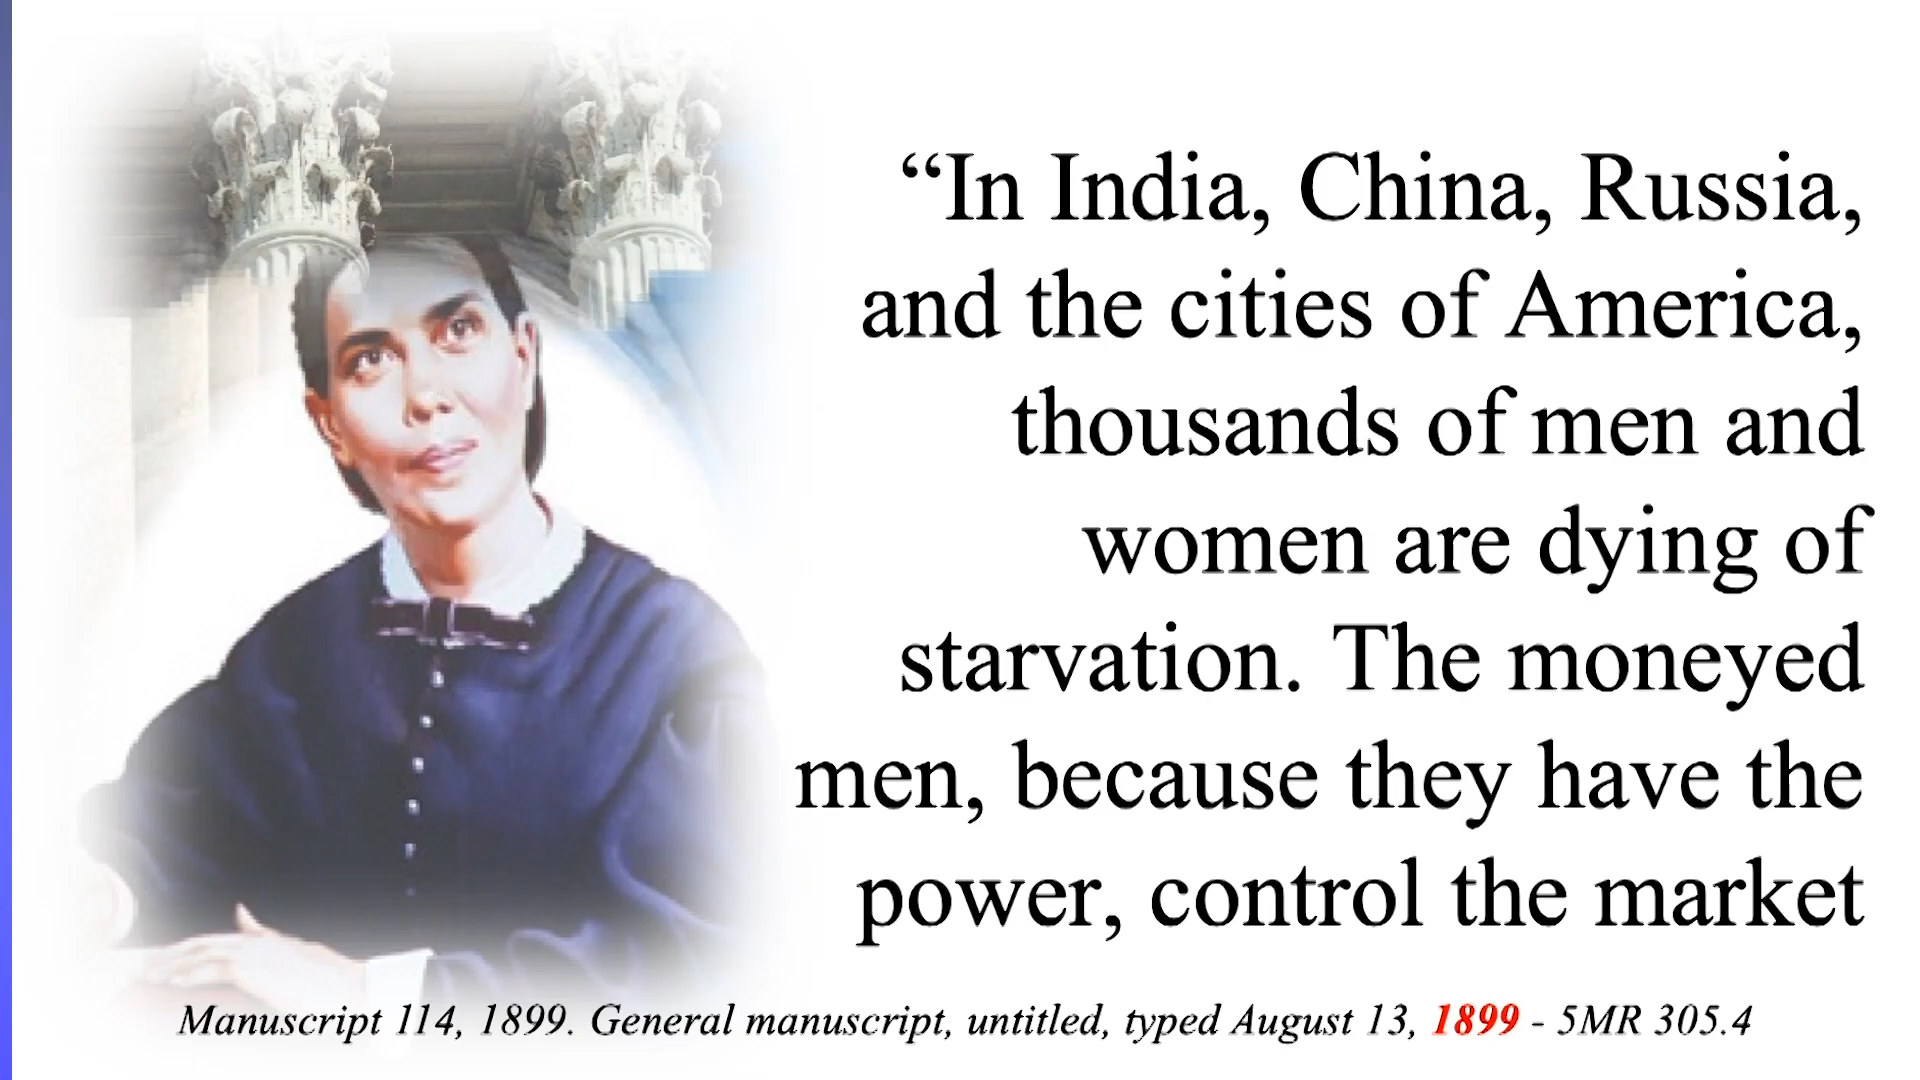 “In India, China, Russia,
and the cities of America,
thousands of men and
women are dying of
starvation. The moneyed
men, because they have the
power, control the market
Manuscript 114, 1899. General manuscript, untitled, typed August 13, 1899 - 5MR 305.4